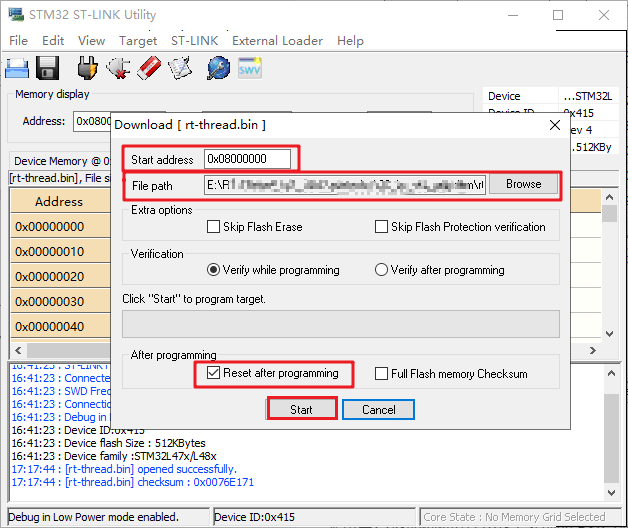 STM32 ST-LINK Utility
File Edit View Target ST-LINK External Loader Help
SWV
Memory display
Address: 0x080
Device ...STM32L
Device ID 0x415
ev 4
.512KBy
Download [ rt-thread.bin ]
Start address 0x08000000
File path E:\R Browse
Extra options
Skip Flash Erase Skip Flash Protection verification
Verification
Verify while programming Verify after programming
Click "Start" to program target.
After programming
Reset after programming Full Flash memory Checksum
Start Cancel
Device Memory @ 0
[rt-thread.bin], File si
Address
0x00000000
0x00000010
0x00000020
0x00000030
0x00000040
16:41:23 : ST-LINK
16:41:23 : Connecte
16:41:23 : SWD Freq
16:41:23 : Connectio
16:41:23 : Debug in
16:41:23 : Device ID:0x415
16:41:23 : Device flash Size : 512KBytes
16:41:23 : Device family :STM32L47x/L48x
17:17:44 : [rt-thread.bin] opened successfully.
17:17:44 : [rt-thread.bin] checksum : 0x0076E171
Debug in Low Power mode enabled. Device ID:0x415 Core State : No Memory Grid Selected